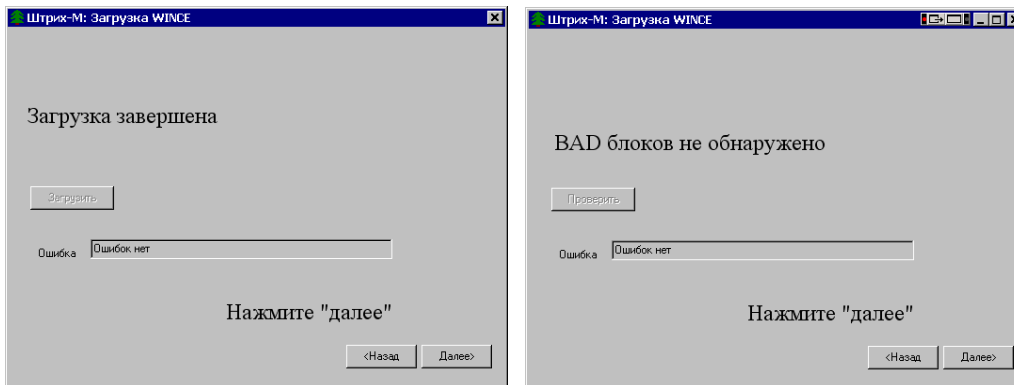 Штрих-М: Загрузка WINCE
Загрузка завершена
Загрузить
Ошибка
Ошибок нет
Нажмите "далее"
<Назад
Далее>
Штрих-М: Загрузка WINCE
BAD блоков не обнаружено
Проверить
Ошибка
Ошибок нет
Нажмите "далее"
<Назад
Далее>